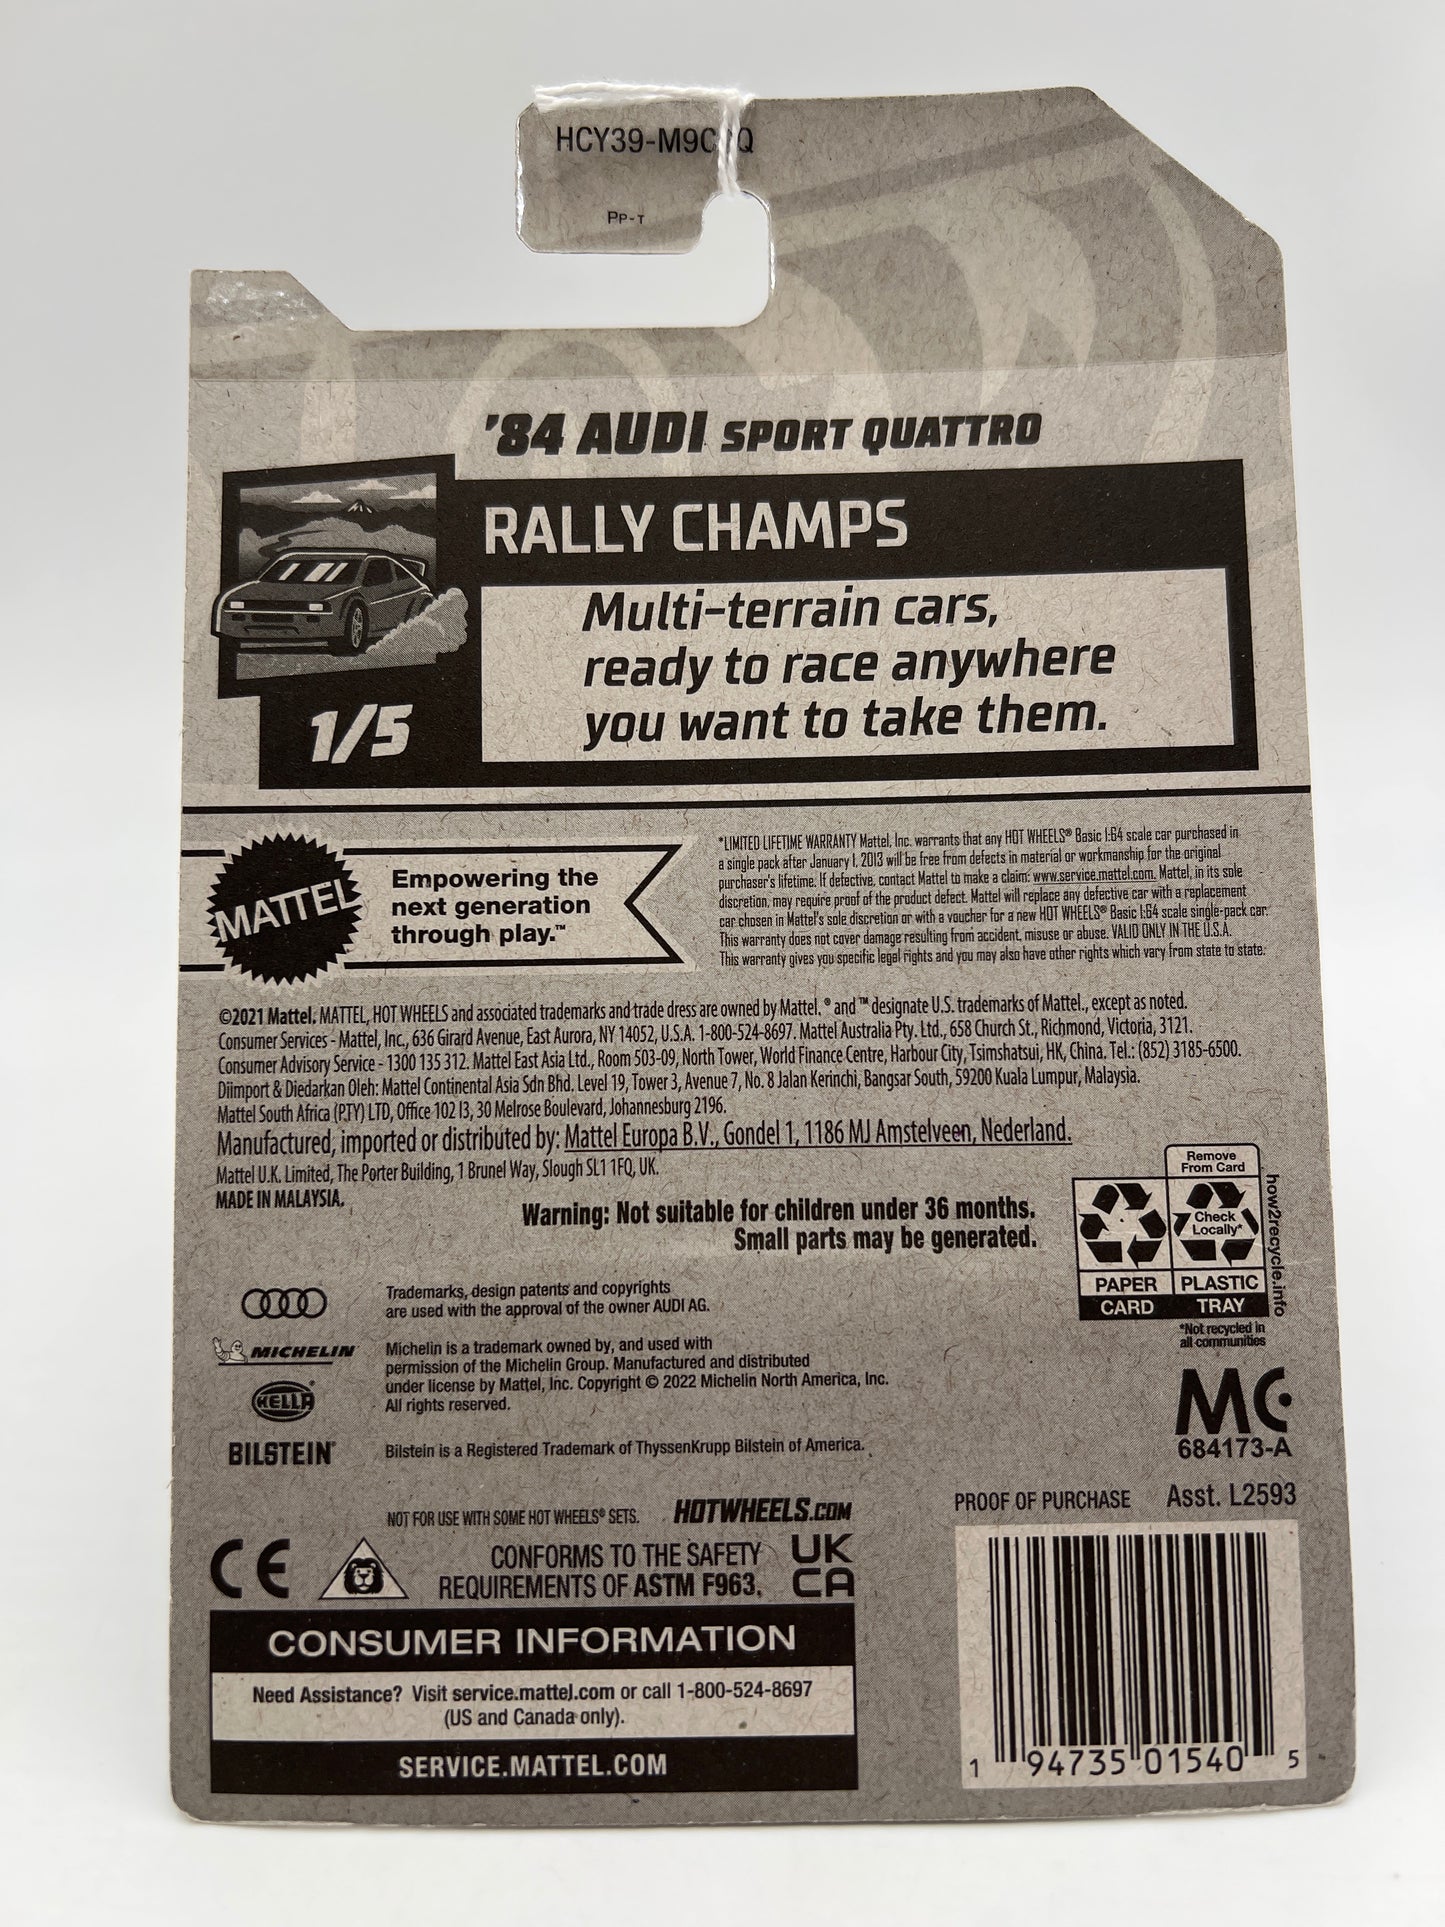 HCY39-M9C
Pp-T
'84 AUDI SPORT QUATTRO
RALLY CHAMPS
Multi-terrain cars,
ready to race anywhere
you want to take them.
1/5
MATTEL
Empowering the
next generation
through play.™
*LIMITED LIFETIME WARRANTY Mattel, Inc. warrants that any HOT WHEELS® Basic 1:64 scale car purchased in
a single pack after January 1, 2013 will be free from defects in material or workmanship for the original
purchaser's lifetime. If defective, contact Mattel to make a claim: www.service.mattel.com. Mattel, in its sole
discretion, may require proof of the product defect. Mattel will replace any defective car with a replacement
car chosen in Mattel's sole discretion or with a voucher for a new HOT WHEELS® Basic 1:64 scale single-pack car.
This warranty does not cover damage resulting from accident, misuse or abuse. VALID ONLY IN THE U.S.A.
This warranty gives you specific legal rights and you may also have other rights which vary from state to state.
©2021 Mattel. MATTEL, HOT WHEELS and associated trademarks and trade dress are owned by Mattel. ® and ™ designate U.S. trademarks of Mattel., except as noted.
Consumer Services - Mattel, Inc., 636 Girard Avenue, East Aurora, NY 14052, U.S.A. 1-800-524-8697. Mattel Australia Pty. Ltd., 658 Church St., Richmond, Victoria, 3121.
Consumer Advisory Service - 1300 135 312. Mattel East Asia Ltd., Room 503-09, North Tower, World Finance Centre, Harbour City, Tsimshatsui, HK, China. Tel.: (852) 3185-6500.
Diimport & Diedarkan Oleh: Mattel Continental Asia Sdn Bhd. Level 19, Tower 3, Avenue 7, No. 8 Jalan Kerinchi, Bangsar South, 59200 Kuala Lumpur, Malaysia.
Mattel South Africa (PTY) LTD, Office 102 I3, 30 Melrose Boulevard, Johannesburg 2196.
Manufactured, imported or distributed by: Mattel Europa B.V., Gondel 1, 1186 MJ Amstelveen, Nederland.
Mattel U.K. Limited, The Porter Building, 1 Brunel Way, Slough SL1 1FQ, UK.
MADE IN MALAYSIA.
Warning: Not suitable for children under 36 months.
Small parts may be generated.
Remove
From Card
Check
Locally*
PAPER
PLASTIC
CARD
TRAY
how2recycle.info
*Not recycled in
all communities
Trademarks, design patents and copyrights
are used with the approval of the owner AUDI AG.
MICHELIN
Michelin is a trademark owned by, and used with
permission of the Michelin Group. Manufactured and distributed
under license by Mattel, Inc. Copyright © 2022 Michelin North America, Inc.
All rights reserved.
HELLA®
BILSTEIN®
Bilstein is a Registered Trademark of ThyssenKrupp Bilstein of America.
MC
684173-A
NOT FOR USE WITH SOME HOT WHEELS® SETS.
HOTWHEELS.COM
PROOF OF PURCHASE
Asst. L2593
CE
CONFORMS TO THE SAFETY
REQUIREMENTS OF ASTM F963.
UK
CA
CONSUMER INFORMATION
Need Assistance? Visit service.mattel.com or call 1-800-524-8697
(US and Canada only).
SERVICE.MATTEL.COM
1 94735 01540 5